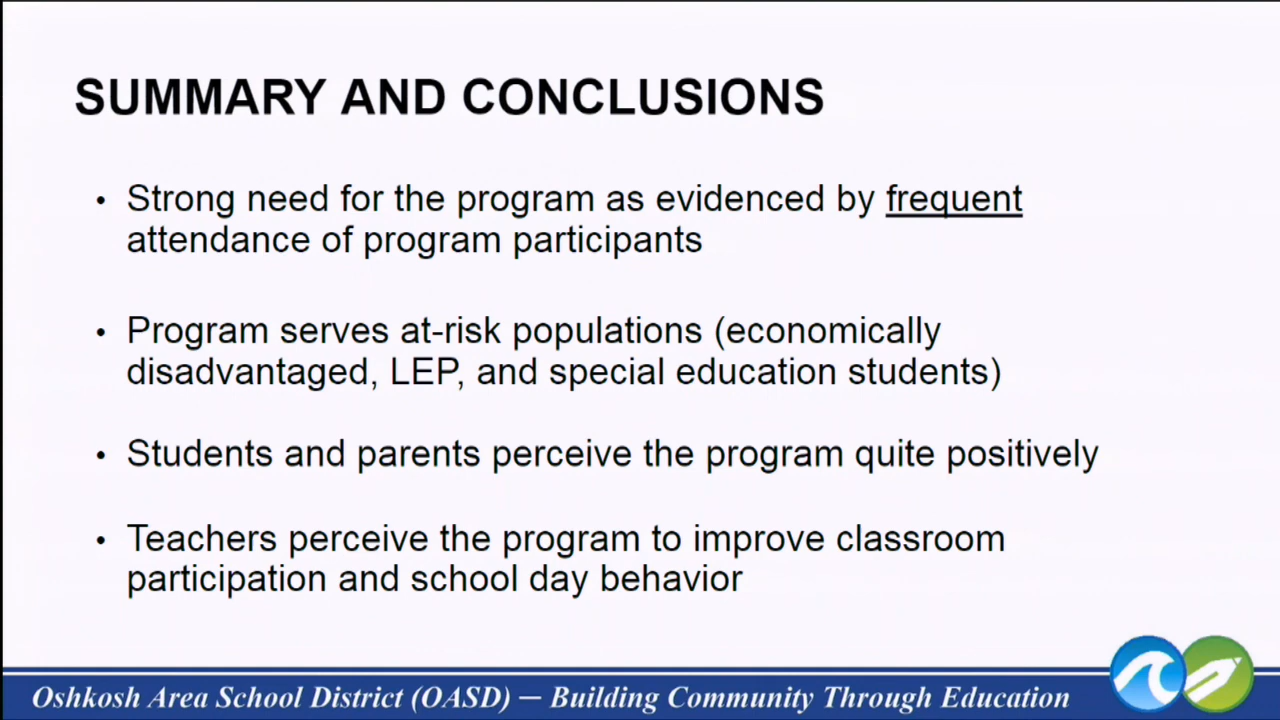 SUMMARY AND CONCLUSIONS
• Strong need for the program as evidenced by frequent
attendance of program participants
• Program serves at-risk populations (economically
disadvantaged, LEP, and special education students)
• Students and parents perceive the program quite positively
• Teachers perceive the program to improve classroom
participation and school day behavior
Oshkosh Area School District (OASD) — Building Community Through Education